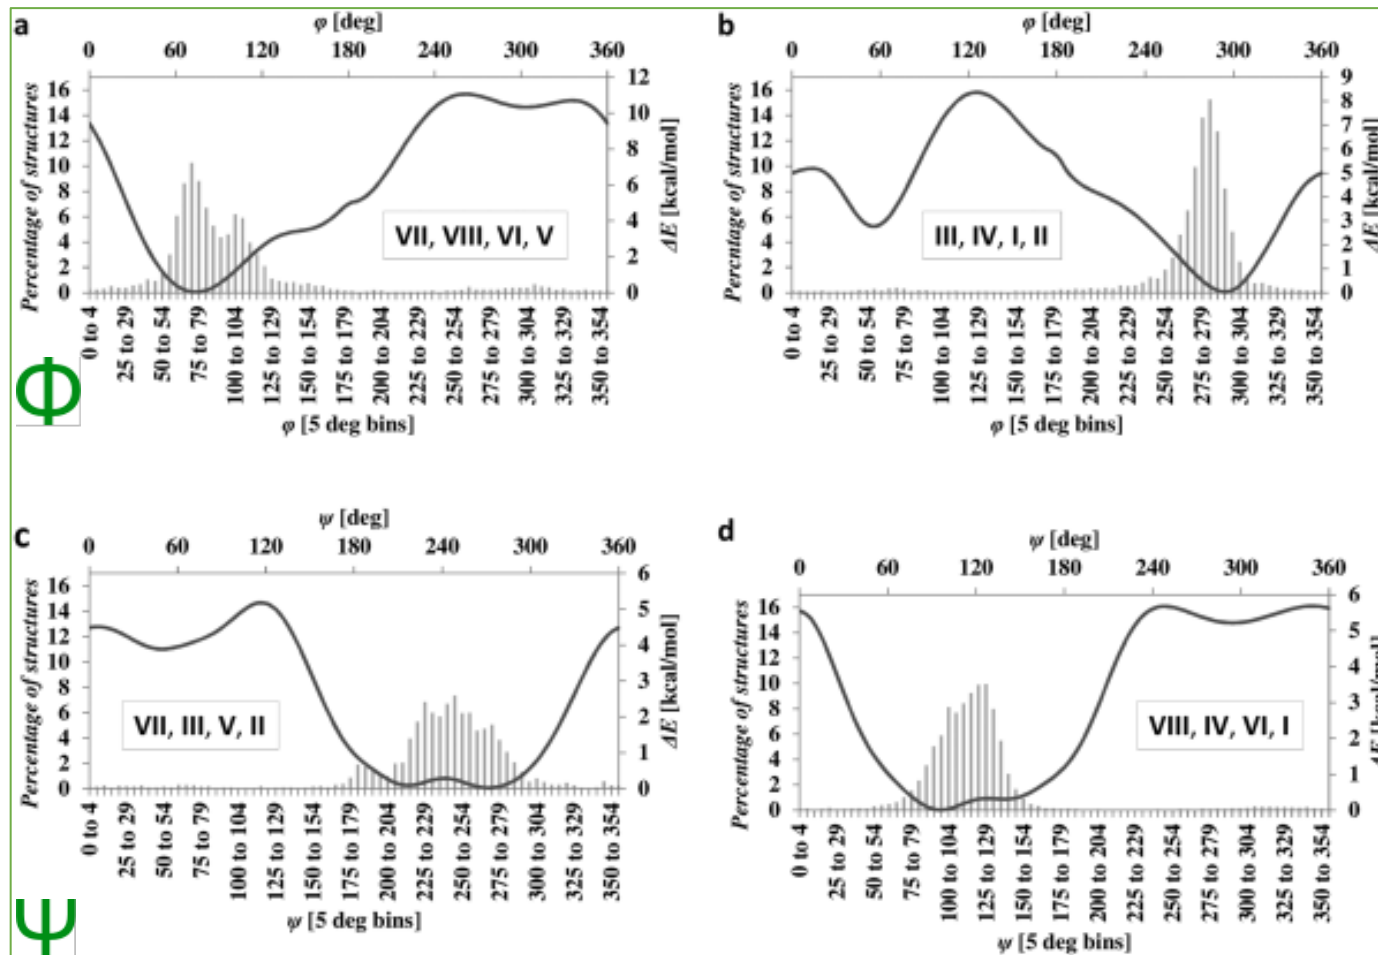 a
φ [deg]
0 60 120 180 240 300 360
Percentage of structures
16 14 12 10 8 6 4 2 0
12 10 8 6 4 2 0
ΔE [kcal/mol]
VII, VIII, VI, V
0 to 4 25 to 29 50 to 54 75 to 79 100 to 104 125 to 129 150 to 154 175 to 179 200 to 204 225 to 229 250 to 254 275 to 279 300 to 304 325 to 329 350 to 354
φ [5 deg bins]
b
φ [deg]
0 60 120 180 240 300 360
Percntage of structures
16 14 12 10 8 6 4 2 0
9 8 7 6 5 4 3 2 1 0
ΔE [kcal/mol]
III, IV, I, II
0 to 4 25 to 29 50 to 54 75 to 79 100 to 104 125 to 129 150 to 154 175 to 179 200 to 204 225 to 229 250 to 254 275 to 279 300 to 304 325 to 329 350 to 354
φ [5 deg bins]
Φ
c
ψ [deg]
0 60 120 180 240 300 360
Percentage of structures
16 14 12 10 8 6 4 2 0
6 5 4 3 2 1 0
ΔE [kcal/mol]
VII, III, V, II
0 to 4 25 to 29 50 to 54 75 to 79 100 to 104 125 to 129 150 to 154 175 to 179 200 to 204 225 to 229 250 to 254 275 to 279 300 to 304 325 to 329 350 to 354
ψ [5 deg bins]
d
ψ [deg]
0 60 120 180 240 300 360
Percentage of structures
16 14 12 10 8 6 4 2 0
6 5 4 3 2 1 0
ΔE [kcal/mol]
VIII, IV, VI, I
0 to 4 25 to 29 50 to 54 75 to 79 100 to 104 125 to 129 150 to 154 175 to 179 200 to 204 225 to 229 250 to 254 275 to 279 300 to 304 325 to 329 350 to 354
ψ [5 deg bins]
Ψ